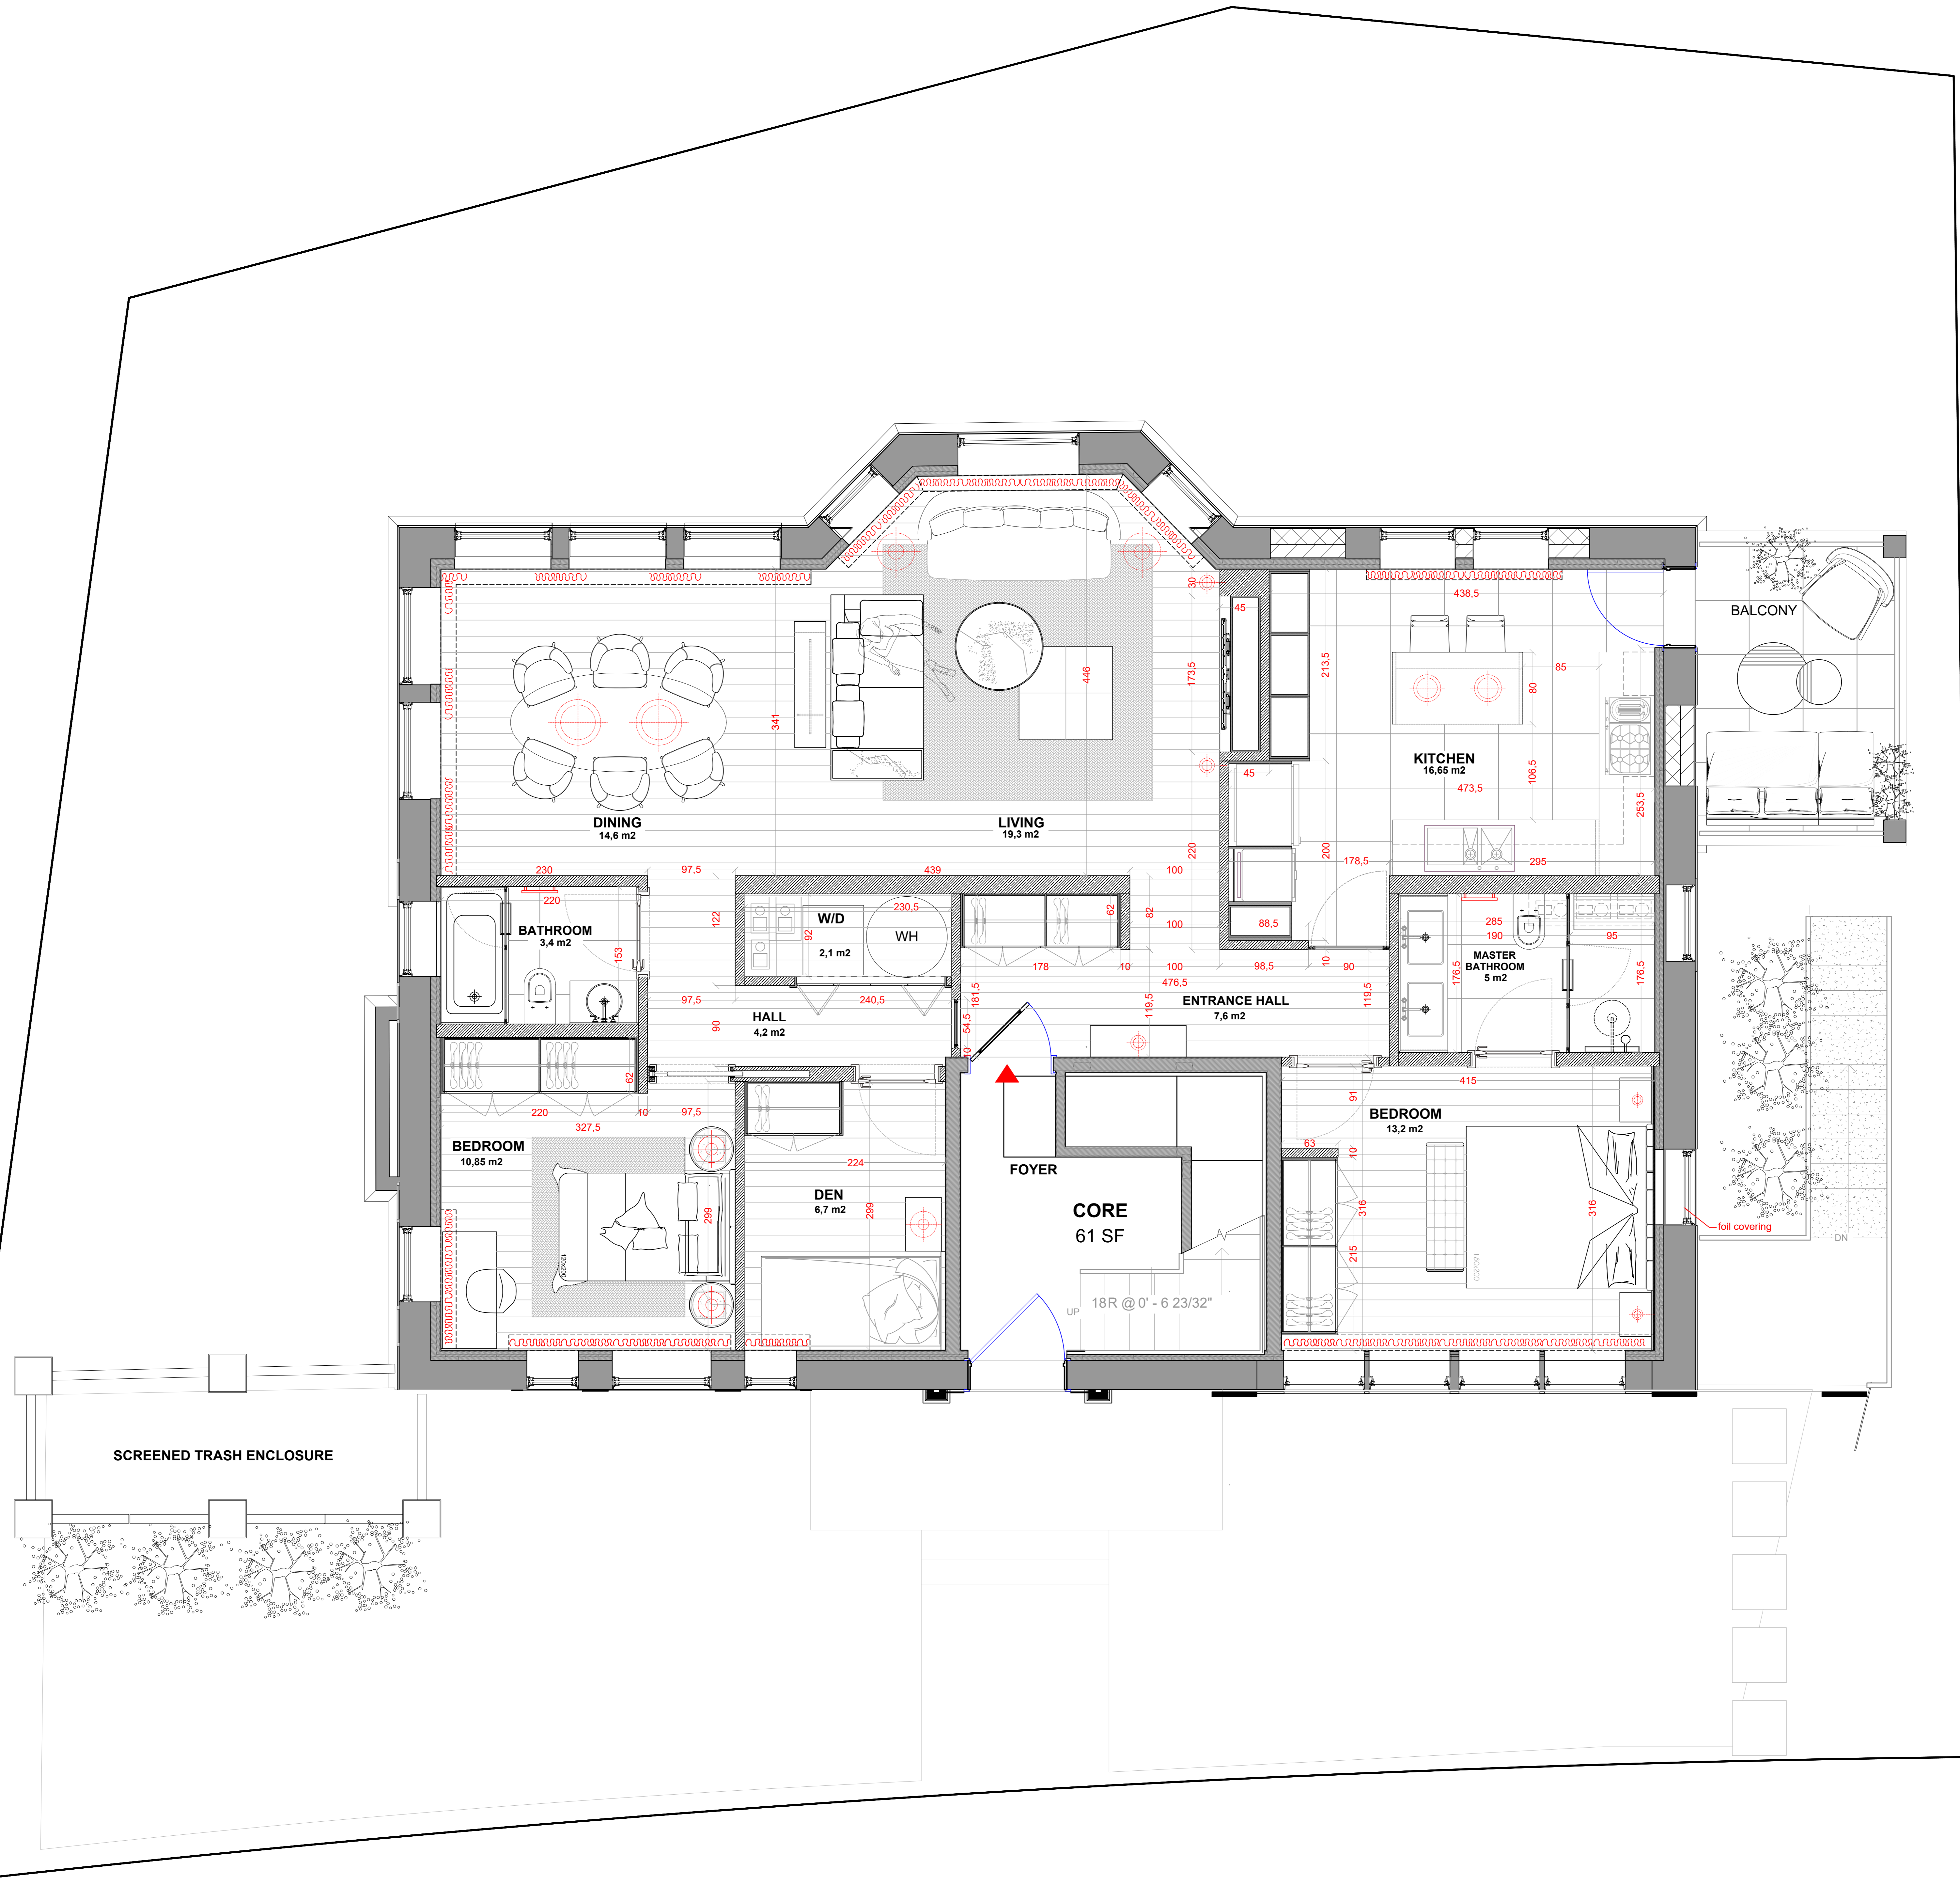 438,5
30
45
BALCONY
446
173,5
213,5
85
80
341
KITCHEN
16,65 m2
45
106,5
473,5
253,5
DINING
14,6 m2
LIVING
19,3 m2
220
200
178,5
295
230
97,5
439
100
220
BATHROOM
3,4 m2
153
122
W/D
92
2,1 m2
230,5
WH
62
82
100
88,5
285
190
95
MASTER
BATHROOM
5 m2
176,5
176,5
178
10
100
98,5
10
90
476,5
97,5
240,5
181,5
119,5
119,5
ENTRANCE HALL
7,6 m2
HALL
4,2 m2
90
54,5
10
62
220
10
97,5
327,5
415
91
BEDROOM
13,2 m2
BEDROOM
10,85 m2
224
63
10
FOYER
DEN
6,7 m2
299
299
CORE
61 SF
316
316
foil covering
DN
215
120x200
180x200
UP
18R @ 0' - 6 23/32"
SCREENED TRASH ENCLOSURE